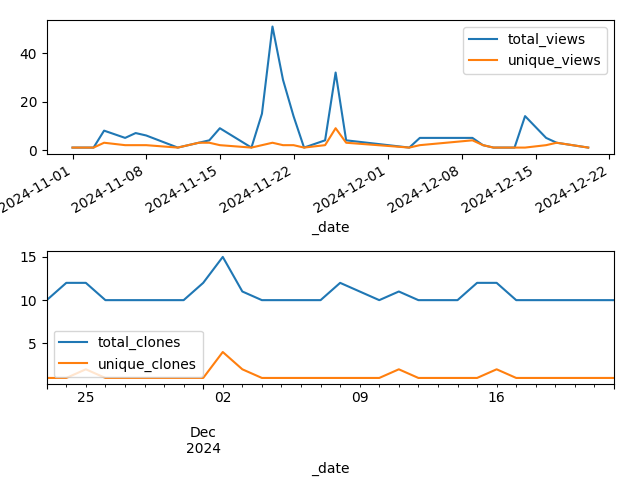 total_views
unique_views
40
20
0
2024-11-01
2024-11-08
2024-11-15
2024-11-22
2024-12-01
2024-12-08
2024-12-15
2024-12-22
_date
15
10
5
total_clones
unique_clones
25
02
09
16
Dec
2024
_date